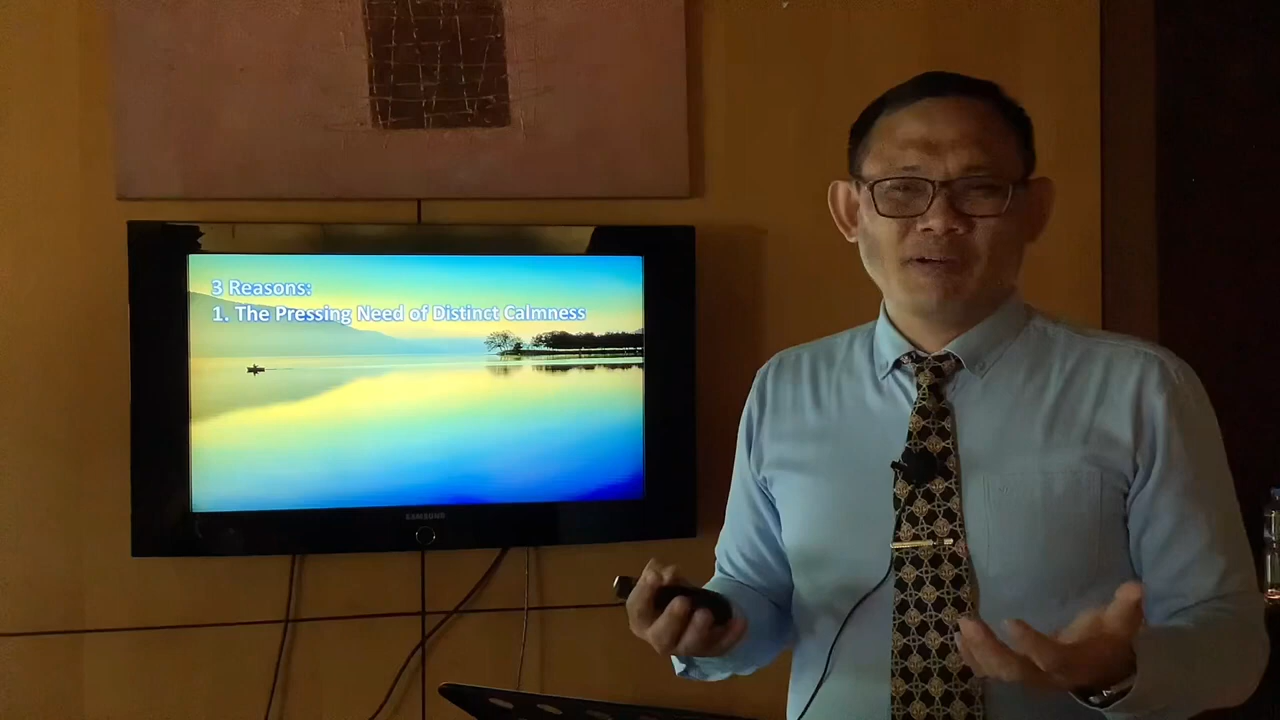 3 Reasons:
1. The Pressing Need of Distinct Calmness
SAMSUNG